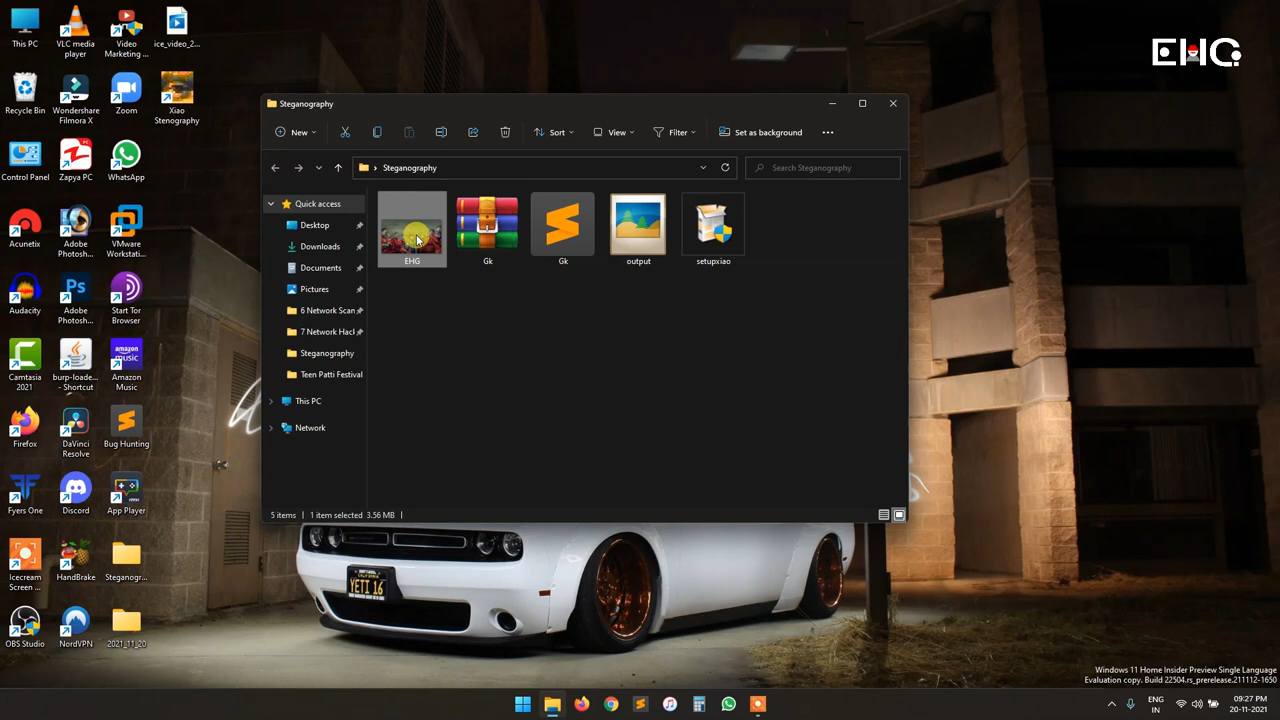 This PC
VLC media
player
Video
Marketing ...
ice_video_2...
EHG
Recycle Bin
Wondershare
Filmora X
Zoom
Xiao
Stenography
Control Panel
Zapya PC
WhatsApp
Acunetix
Adobe
Photosh...
VMware
Workstati...
Audacity
Adobe
Photosh...
Start Tor
Browser
Camtasia
2021
burp-loade...
- Shortcut
Amazon
Music
amazon
music
Firefox
DaVinci
Resolve
Bug Hunting
Fyers One
Discord
App Player
Icecream
Screen ...
HandBrake
Steganogr...
OBS Studio
NordVPN
2021_11_20
Steganography
New
Sort
View
Filter
Set as background
Steganography
Search Steganography
Quick access
Desktop
Downloads
Documents
Pictures
6 Network Scan
7 Network Hacl
Steganography
Teen Patti Festival
This PC
Network
EHG
Gk
Gk
output
setupxiao
5 items
1 item selected 3.56 MB
CALIFORNIA
YETI 16
Windows 11 Home Insider Preview Single Language
Evaluation copy. Build 22504.rs_prerelease.211112-1650
ENG
IN
09:27 PM
20-11-2021